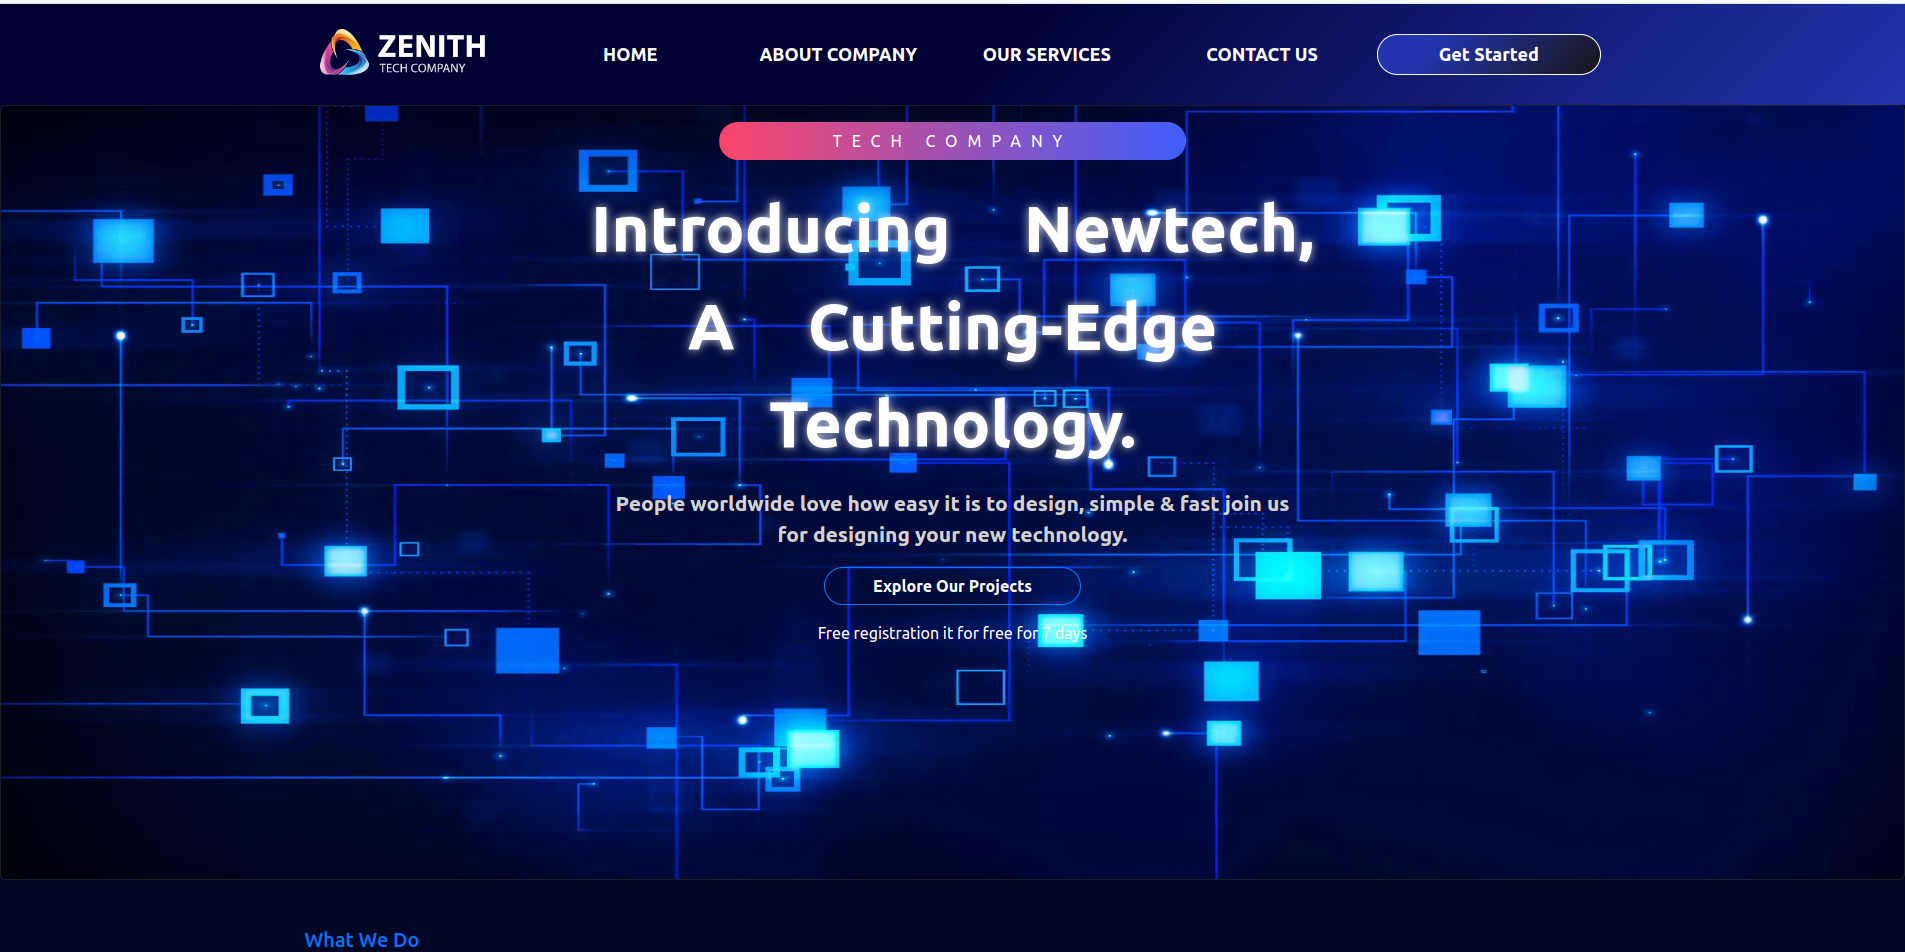 ZENITH
TECH COMPANY
HOME
ABOUT COMPANY
OUR SERVICES
CONTACT US
Get Started
TECH COMPANY
Introducing Newtech,
A Cutting-Edge
Technology.
People worldwide love how easy it is to design, simple & fast join us
for designing your new technology.
Explore Our Projects
Free registration it for free for 7 days
What We Do